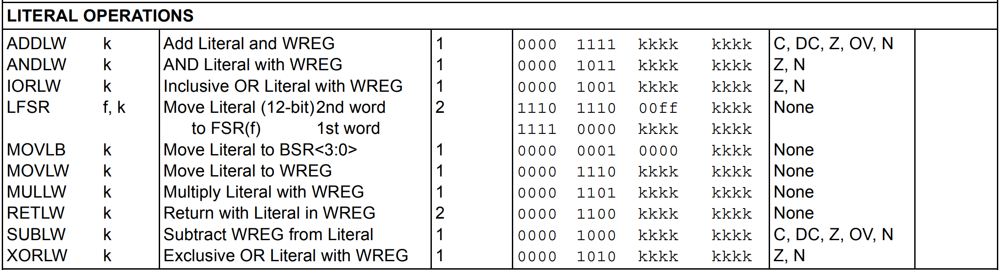 LITERAL OPERATIONS
ADDLW k Add Literal and WREG 1 0000 1111 kkkk kkkk C, DC, Z, OV, N
ANDLW k AND Literal with WREG 1 0000 1011 kkkk kkkk Z, N
IORLW k Inclusive OR Literal with WREG 1 0000 1001 kkkk kkkk Z, N
LFSR f, k Move Literal (12-bit) 2nd word 2 1110 1110 00ff kkkk None
to FSR(f) 1st word 1111 0000 kkkk kkkk
MOVLB k Move Literal to BSR<3:0> 1 0000 0001 0000 kkkk None
MOVLW k Move Literal to WREG 1 0000 1110 kkkk kkkk None
MULLW k Multiply Literal with WREG 1 0000 1101 kkkk kkkk None
RETLW k Return with Literal in WREG 2 0000 1100 kkkk kkkk None
SUBLW k Subtract WREG from Literal 1 0000 1000 kkkk kkkk C, DC, Z, OV, N
XORLW k Exclusive OR Literal with WREG 1 0000 1010 kkkk kkkk Z, N